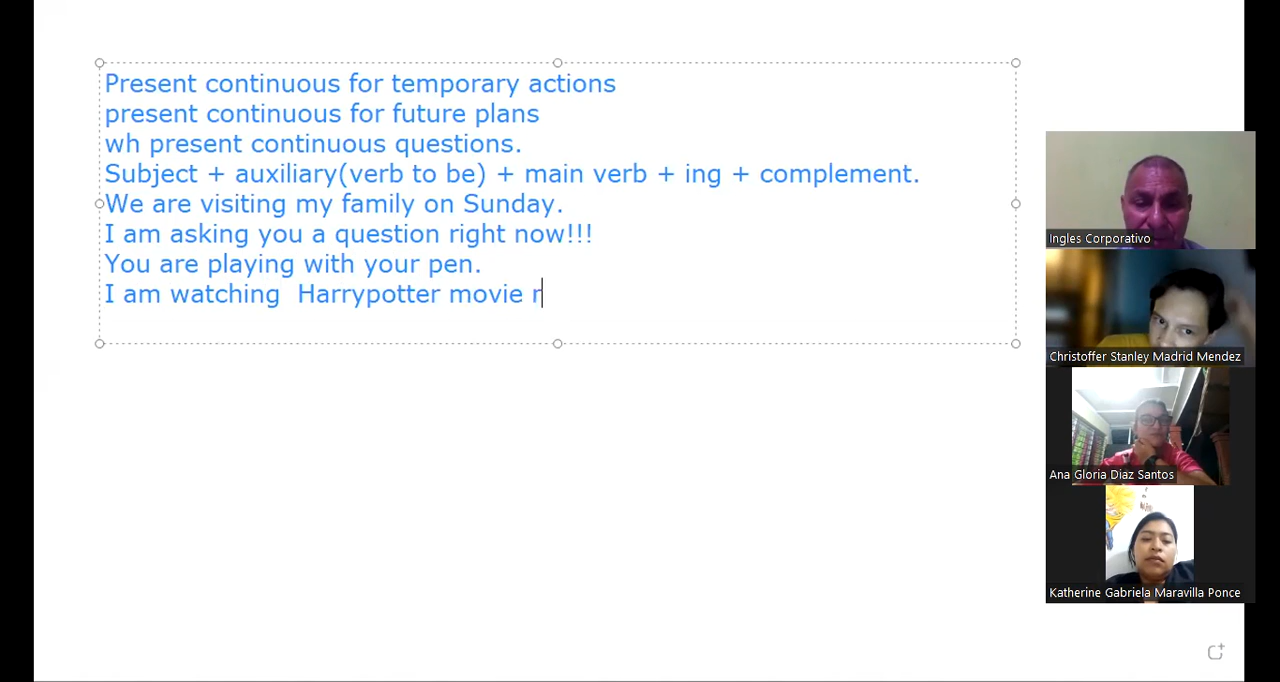 Present continuous for temporary actions
present continuous for future plans
wh present continuous questions.
Subject + auxiliary(verb to be) + main verb + ing + complement.
We are visiting my family on Sunday.
I am asking you a question right now!!!
You are playing with your pen.
I am watching  Harrypotter movie r
Ingles Corporativo
Christoffer Stanley Madrid Mendez
Ana Gloria Diaz Santos
Katherine Gabriela Maravilla Ponce